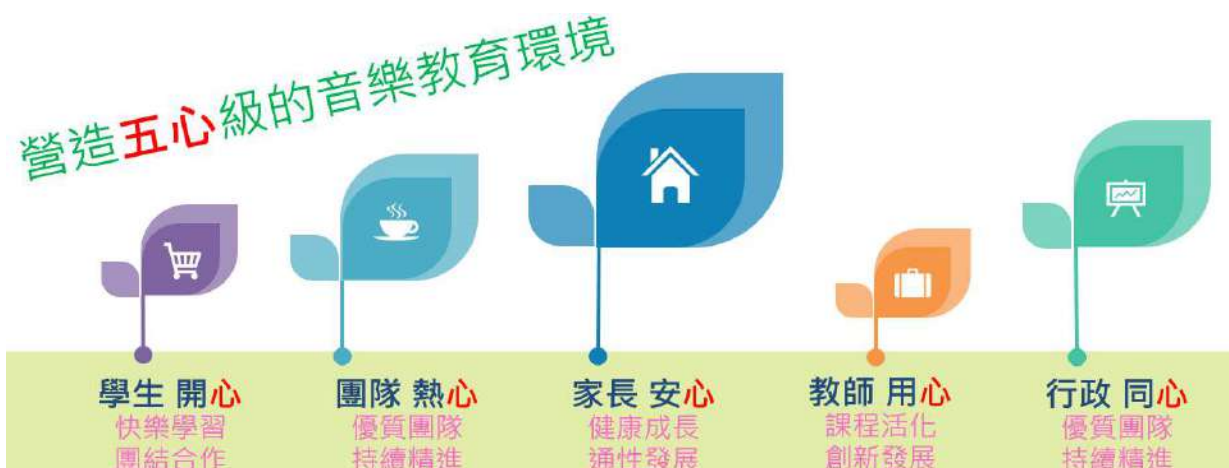 營造五心級的音樂教育環境
學生 開心
快樂學習
團結合作
團隊 熱心
優質團隊
持續精進
家長 安心
健康成長
通性發展
教師 用心
課程活化
創新發展
行政 同心
優質團隊
持續精進